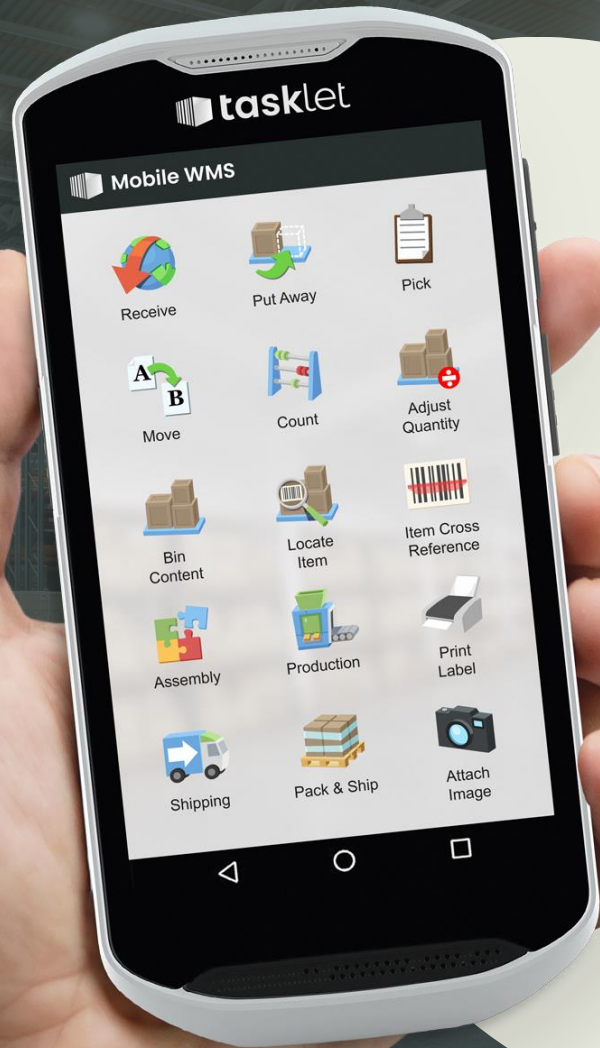 tasklet
Mobile WMS
Receive
Put Away
Pick
A
B
Move
Count
Adjust
Quantity
Bin
Content
Locate
Item
Item Cross
Reference
Assembly
Production
Print
Label
Shipping
Pack & Ship
Attach
Image